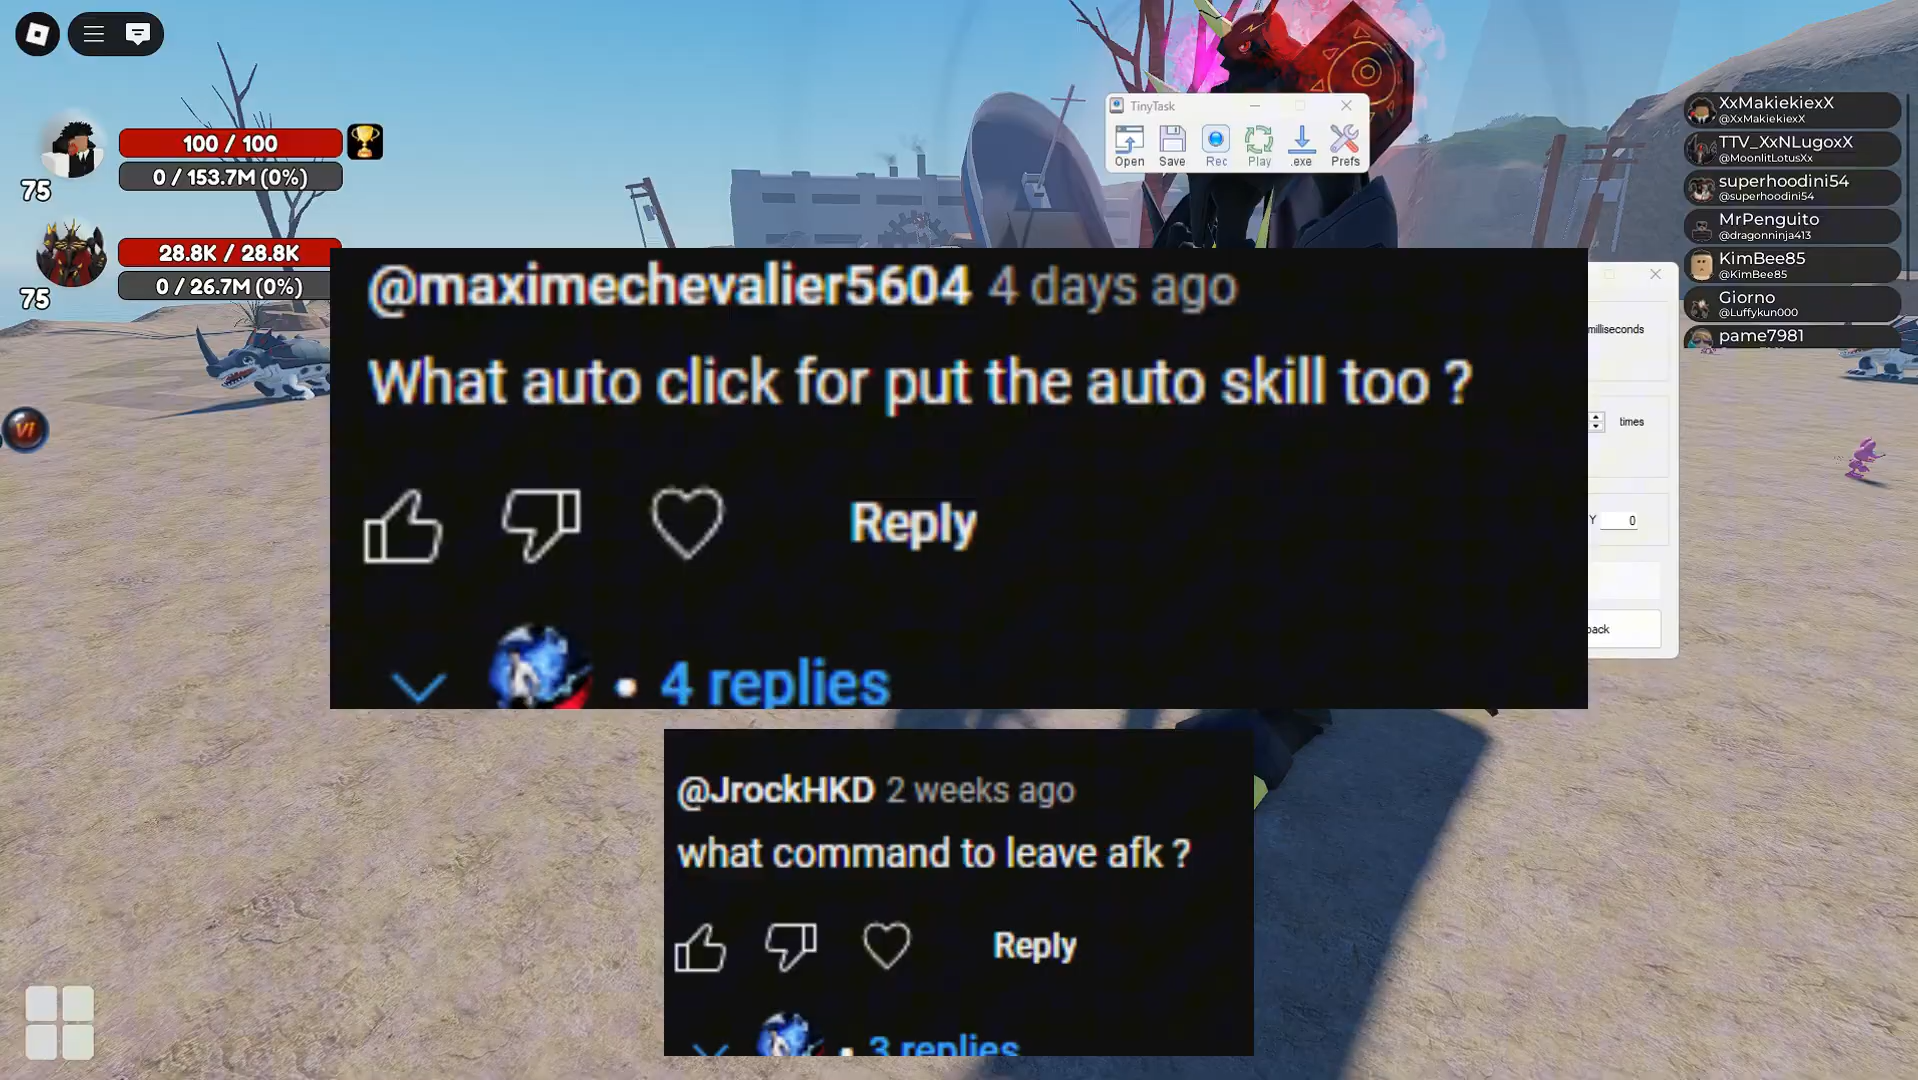 100 / 100
0 / 153.7M (0%)
75
28.8K / 28.8K
0 / 26.7M (0%)
75
VI
TinyTask
Open Save Rec Play .exe Prefs
XxMakiekiexX
@XxMakiekiexX
TTV_XxNLugoxX
@MoonlitLotusXx
superhoodini54
@superhoodini54
MrPenguito
@dragonninja413
KimBee85
@KimBee85
Giorno
@Luffykun000
pame7981
milliseconds
times
Y 0
back
@maximechevalier5604 4 days ago
What auto click for put the auto skill too ?
Reply
4 replies
@JrockHKD 2 weeks ago
what command to leave afk ?
Reply
3 replies